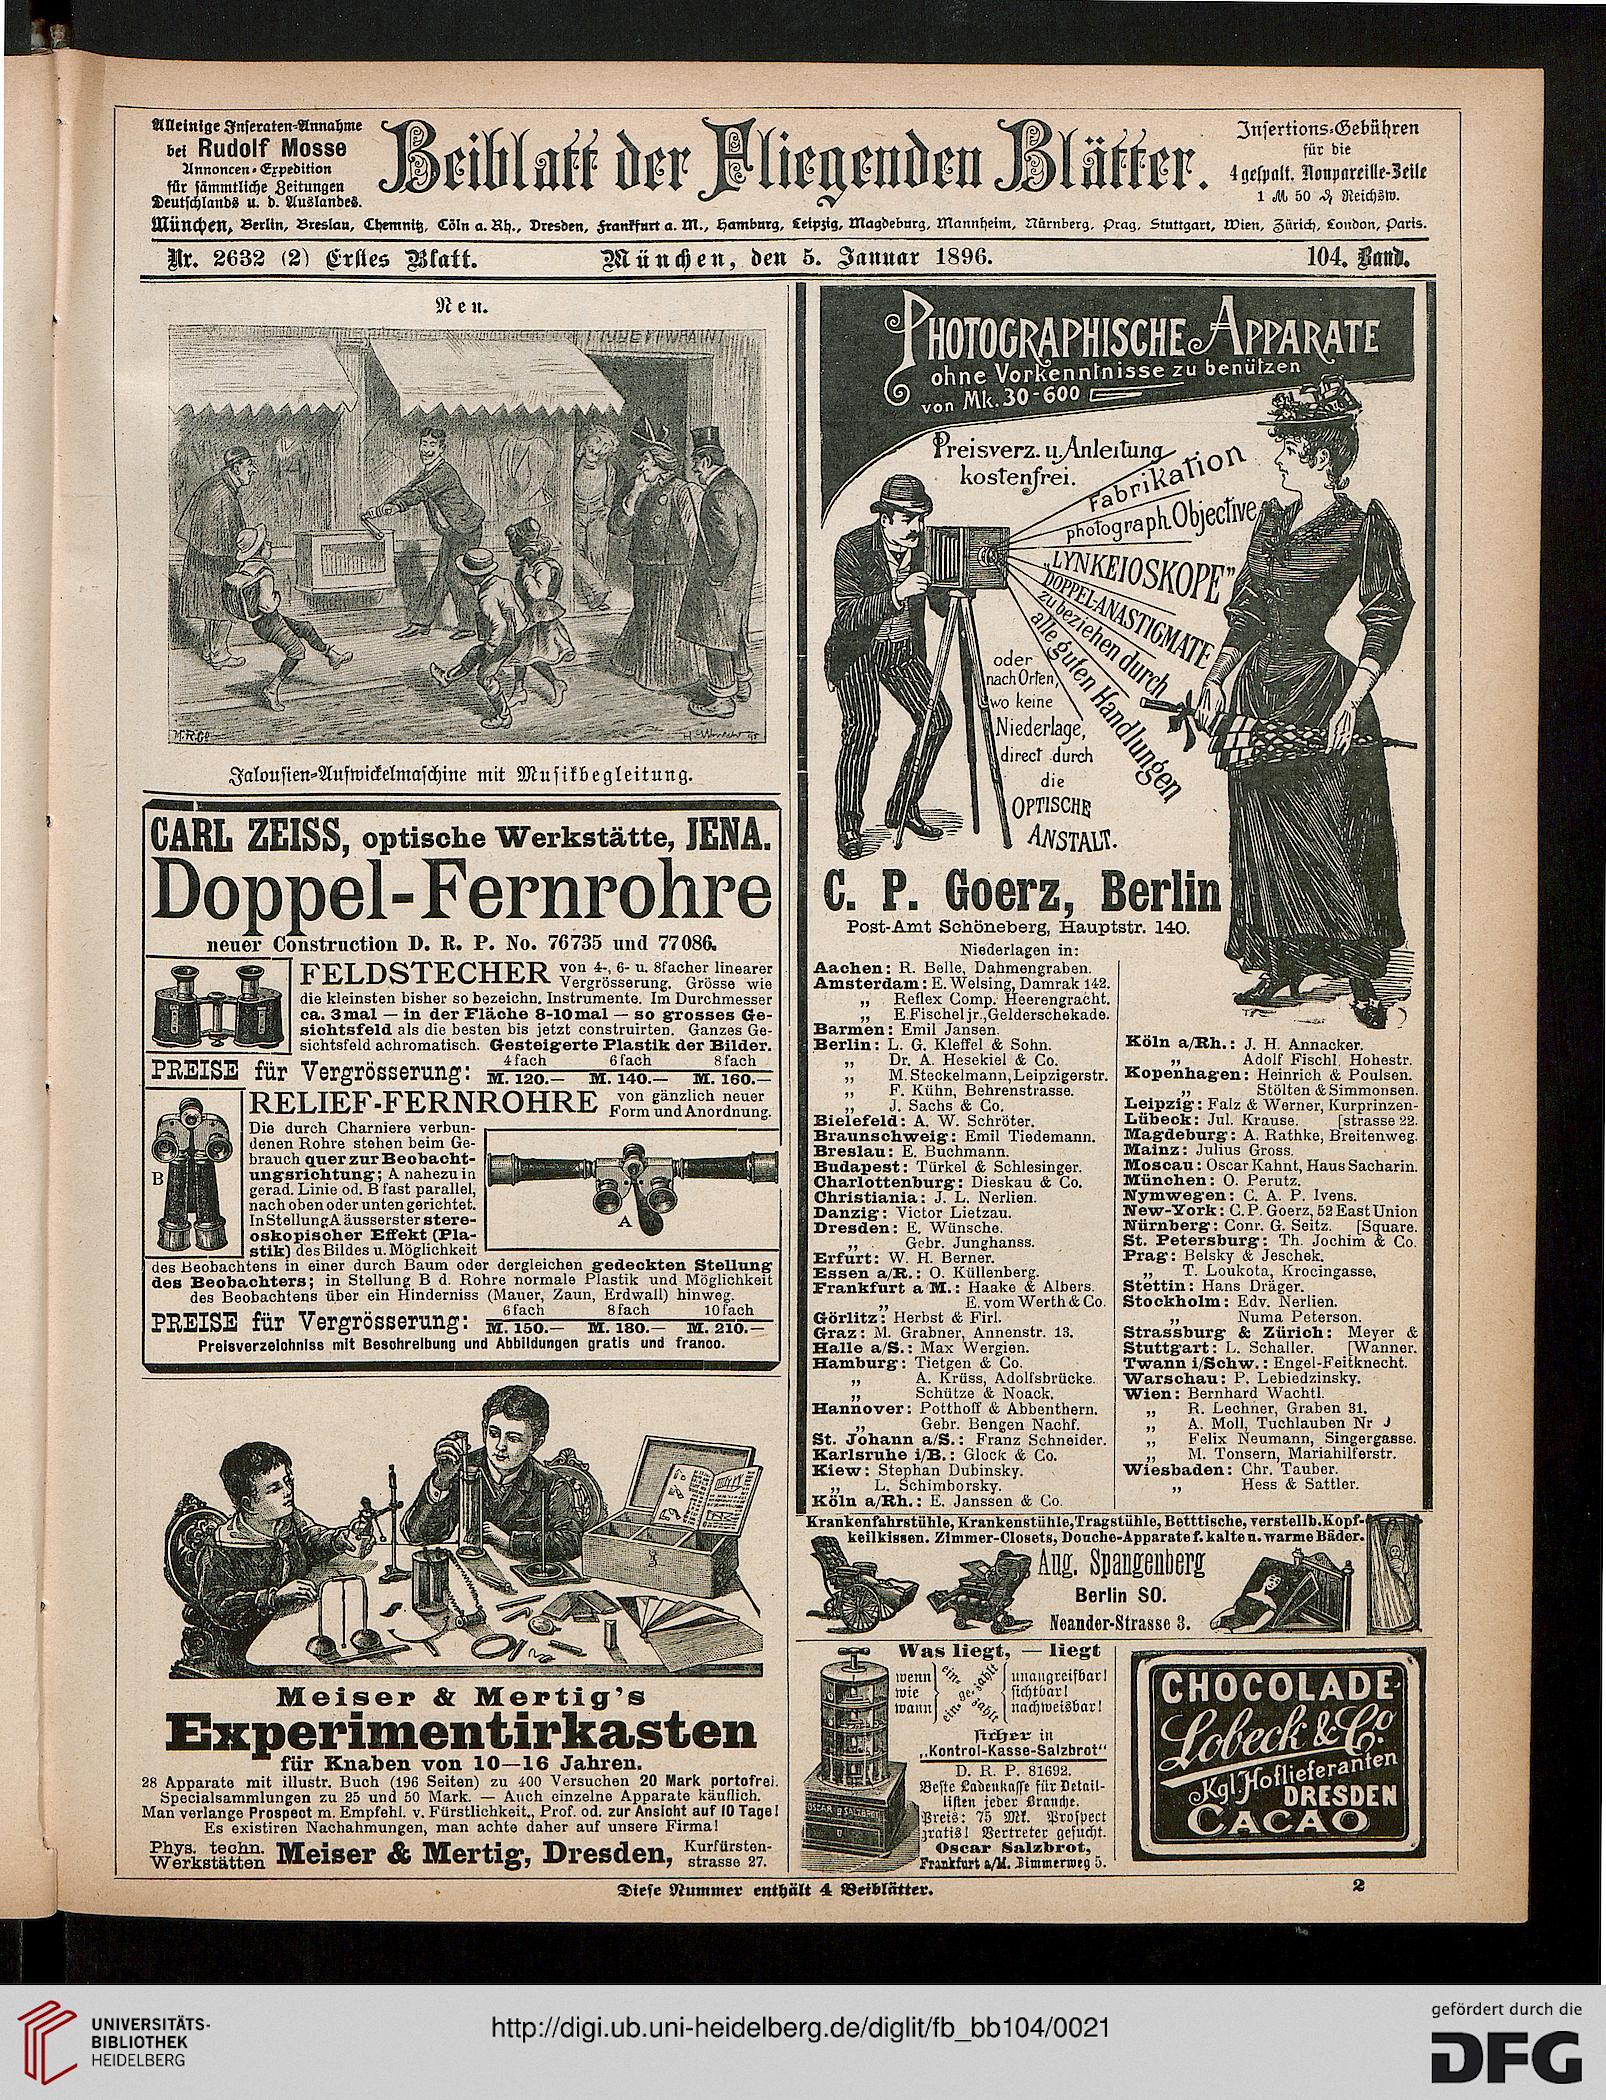 Alleinige Inseraten-Annahme
bei Rudolf Mosse
Annoncen-Expedition
für sämmtliche Zeitungen
Deutschlands u. d. Auslandes.
Beiblatt der Fliegenden Blätter.
Insertions-Gebühren
für die
4 gespalt. Nonpareille-Zeile
1 ℳ 50 ₰ Reichsw.
München, Berlin, Breslau, Chemnitz, Cöln a. Rh., Dresden, Frankfurt a. M., Hamburg, Leipzig, Magdeburg, Mannheim, Nürnberg, Prag, Stuttgart, Wien, Zürich, London, Paris.
Nr. 2632 (2) Erstes Blatt. München, den 5. Januar 1896. 104. Band.
Neu.
Jalousien-Aufwickelmaschine mit Musikbegleitung.
CARL ZEISS, optische Werkstätte, JENA.
Doppel-Fernrohre
neuer Construction D. R. P. No. 76735 und 77086.
FELDSTECHER von 4-, 6- u. 8facher linearer
Vergrösserung. Grösse wie
die kleinsten bisher so bezeichn. Instrumente. Im Durchmesser
ca. 3mal — in der Fläche 8-10mal — so grosses Ge-
sichtsfeld als die besten bis jetzt construirten. Ganzes Ge-
sichtsfeld achromatisch. Gesteigerte Plastik der Bilder.
4fach 6fach 8fach
PREISE für Vergrösserung: M. 120.— M. 140.— M. 160.—
RELIEF-FERNROHRE von gänzlich neuer
Form und Anordnung.
Die durch Charniere verbun-
denen Rohre stehen beim Ge-
brauch quer zur Beobacht-
ungsrichtung; A nahezu in
gerad. Linie od. B fast parallel,
nach oben oder unten gerichtet.
In Stellung A äusserster stere-
oskopischer Effekt (Pla-
stik) des Bildes u. Möglichkeit
B
A
des Beobachtens in einer durch Baum oder dergleichen gedeckten Stellung
des Beobachters; in Stellung B d. Rohre normale Plastik und Möglichkeit
des Beobachtens über ein Hinderniss (Mauer, Zaun, Erdwall) hinweg.
6fach 8fach 10fach
PREISE für Vergrösserung: M. 150.— M. 180.— M. 210.—
Preisverzeichniss mit Beschreibung und Abbildungen gratis und franco.
Meiser & Mertig's
Experimentirkasten
für Knaben von 10—16 Jahren.
28 Apparate mit illustr. Buch (196 Seiten) zu 400 Versuchen 20 Mark portofrei.
Specialsammlungen zu 25 und 50 Mark. — Auch einzelne Apparate käuflich.
Man verlange Prospect m. Empfehl. v. Fürstlichkeit., Prof. od. zur Ansicht auf 10 Tage!
Es existiren Nachahmungen, man achte daher auf unsere Firma!
Phys. techn.
Werkstätten Meiser & Mertig, Dresden, Kurfürsten-
strasse 27.
PHOTOGRAPHISCHE APPARATE
ohne Vorkenntnisse zu benützen
von Mk. 30-600
Preisverz. u. Anleitung
kostenfrei.
Fabrikation
photograph. Objective
„LYNKEIOSKOPE”
DOPPEL-ANASTIGMATE
zu beziehen durch
alle guten Handlungen
oder
nach Orten,
wo keine
Niederlage,
direct durch
die
OPTISCHE
ANSTALT.
C. P. Goerz, Berlin
Post-Amt Schöneberg, Hauptstr. 140.
Niederlagen in:
Aachen: R. Belle, Dahmengraben.
Amsterdam: E. Welsing, Damrak 142.
„ Reflex Comp. Heerengracht.
„ E. Fischel jr., Gelderschekade.
Barmen: Emil Jansen.
Berlin: L. G. Kleffel & Sohn.
„ Dr. A. Hesekiel & Co.
„ M. Steckelmann, Leipzigerstr.
„ F. Kühn, Behrenstrasse.
„ J. Sachs & Co.
Bielefeld: A. W. Schröter.
Braunschweig: Emil Tiedemann.
Breslau: E. Buchmann.
Budapest: Türkel & Schlesinger.
Charlottenburg: Dieskau & Co.
Christiania: J. L. Nerlien.
Danzig: Victor Lietzau.
Dresden: E. Wünsche.
„ Gebr. Junghanss.
Erfurt: W. H. Berner.
Essen a/R.: O. Küllenberg.
Frankfurt a M.: Haake & Albers.
„ E. vom Werth & Co.
Görlitz: Herbst & Firl.
Graz: M. Grabner, Annenstr. 13.
Halle a/S.: Max Wergien.
Hamburg: Tietgen & Co.
„ A. Krüss, Adolfsbrücke.
„ Schütze & Noack.
Hannover: Potthoff & Abbenthern.
„ Gebr. Bengen Nachf.
St. Johann a/S.: Franz Schneider.
Karlsruhe i/B.: Glock & Co.
Kiew: Stephan Dubinsky.
„ L. Schimborsky.
Köln a/Rh.: E. Janssen & Co.
Köln a/Rh.: J. H. Annacker.
„ Adolf Fischl, Hohestr.
Kopenhagen: Heinrich & Poulsen.
„ Stölten & Simmonsen.
Leipzig: Falz & Werner, Kurprinzen-
Lübeck: Jul. Krause. [strasse 22.
Magdeburg: A. Rathke, Breitenweg.
Mainz: Julius Gross.
Moscau: Oscar Kahnt, Haus Sacharin.
München: O. Perutz.
Nymwegen: C. A. P. Ivens.
New-York: C. P. Goerz, 52 East Union
Nürnberg: Conr. G. Seitz. [Square.
St. Petersburg: Th. Jochim & Co.
Prag: Belsky & Jeschek.
„ T. Loukota, Krocingasse,
Stettin: Hans Dräger.
Stockholm: Edv. Nerlien.
„ Numa Peterson.
Strassburg & Zürich: Meyer &
Stuttgart: L. Schaller. [Wanner.
Twann i/Schw.: Engel-Feitknecht.
Warschau: P. Lebiedzinsky.
Wien: Bernhard Wachtl.
„ R. Lechner, Graben 31.
„ A. Moll, Tuchlauben Nr
„ Felix Neumann, Singergasse.
„ M. Tonsern, Mariahilferstr.
Wiesbaden: Chr. Tauber.
„ Hess & Sattler.
Krankenfahrstühle, Krankenstühle, Tragstühle, Betttische, verstellb. Kopf-
keilkissen. Zimmer-Closets, Douche-Apparate f. kalte u. warme Bäder.
Aug. Spangenberg
Berlin SO.
Neander-Strasse 3.
Was liegt, — liegt
wenn ein- gezahlt unangreifbar!
wie sichtbar!
wann ein- gezahlt nachweisbar!
sicher in
„Kontrol-Kasse-Salzbrot“
D. R. P. 81692.
Beste Ladenkasse für Detail-
listen jeder Branche.
Preis: 75 Mk. Prospect
gratis! Vertreter gesucht.
Oscar Salzbrot,
Frankfurt a/M. Zimmerweg 5.
CHOCOLADE
Lobeck & Co.
Kgl. Hoflieferanten
DRESDEN
CACAO
Diese Nummer enthält 4 Beiblätter.
2
UNIVERSITÄTS-
BIBLIOTHEK
HEIDELBERG
http://digi.ub.uni-heidelberg.de/diglit/fb_bb104/0021
gefördert durch die
DFG